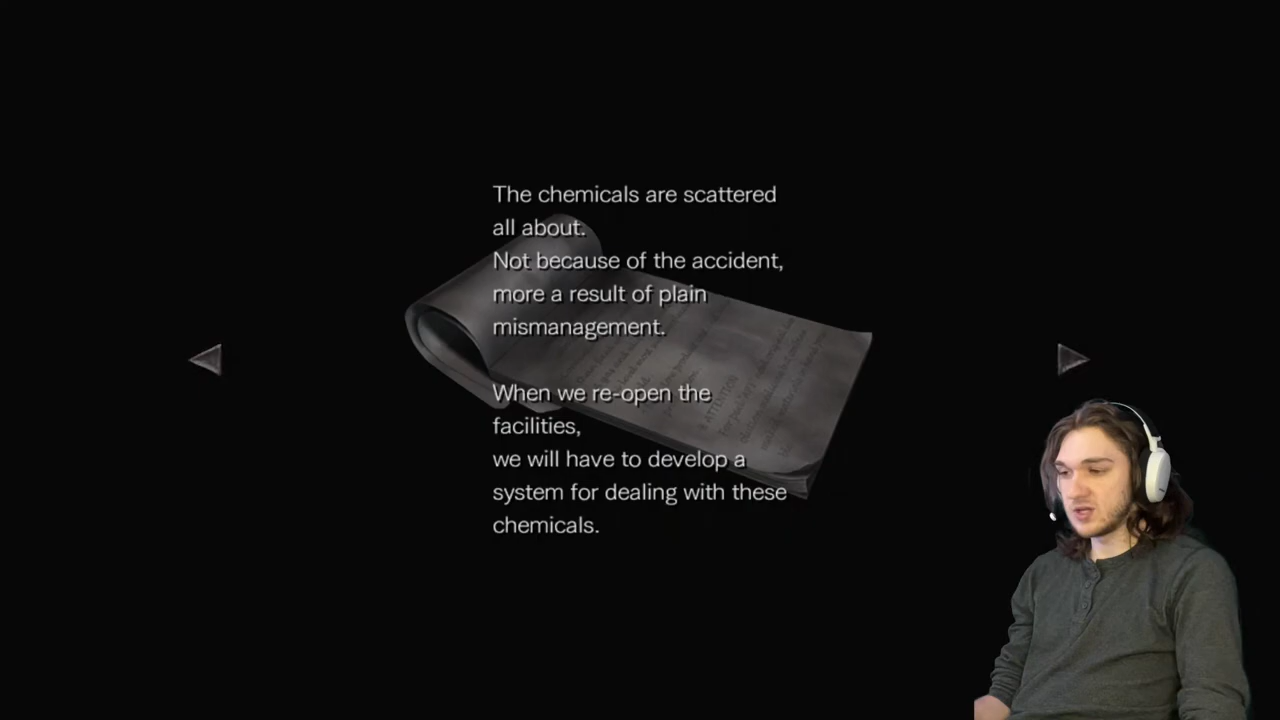 The chemicals are scattered
all about.
Not because of the accident,
more a result of plain
mismanagement.
When we re-open the
facilities,
we will have to develop a
system for dealing with these
chemicals.
ATTENTION